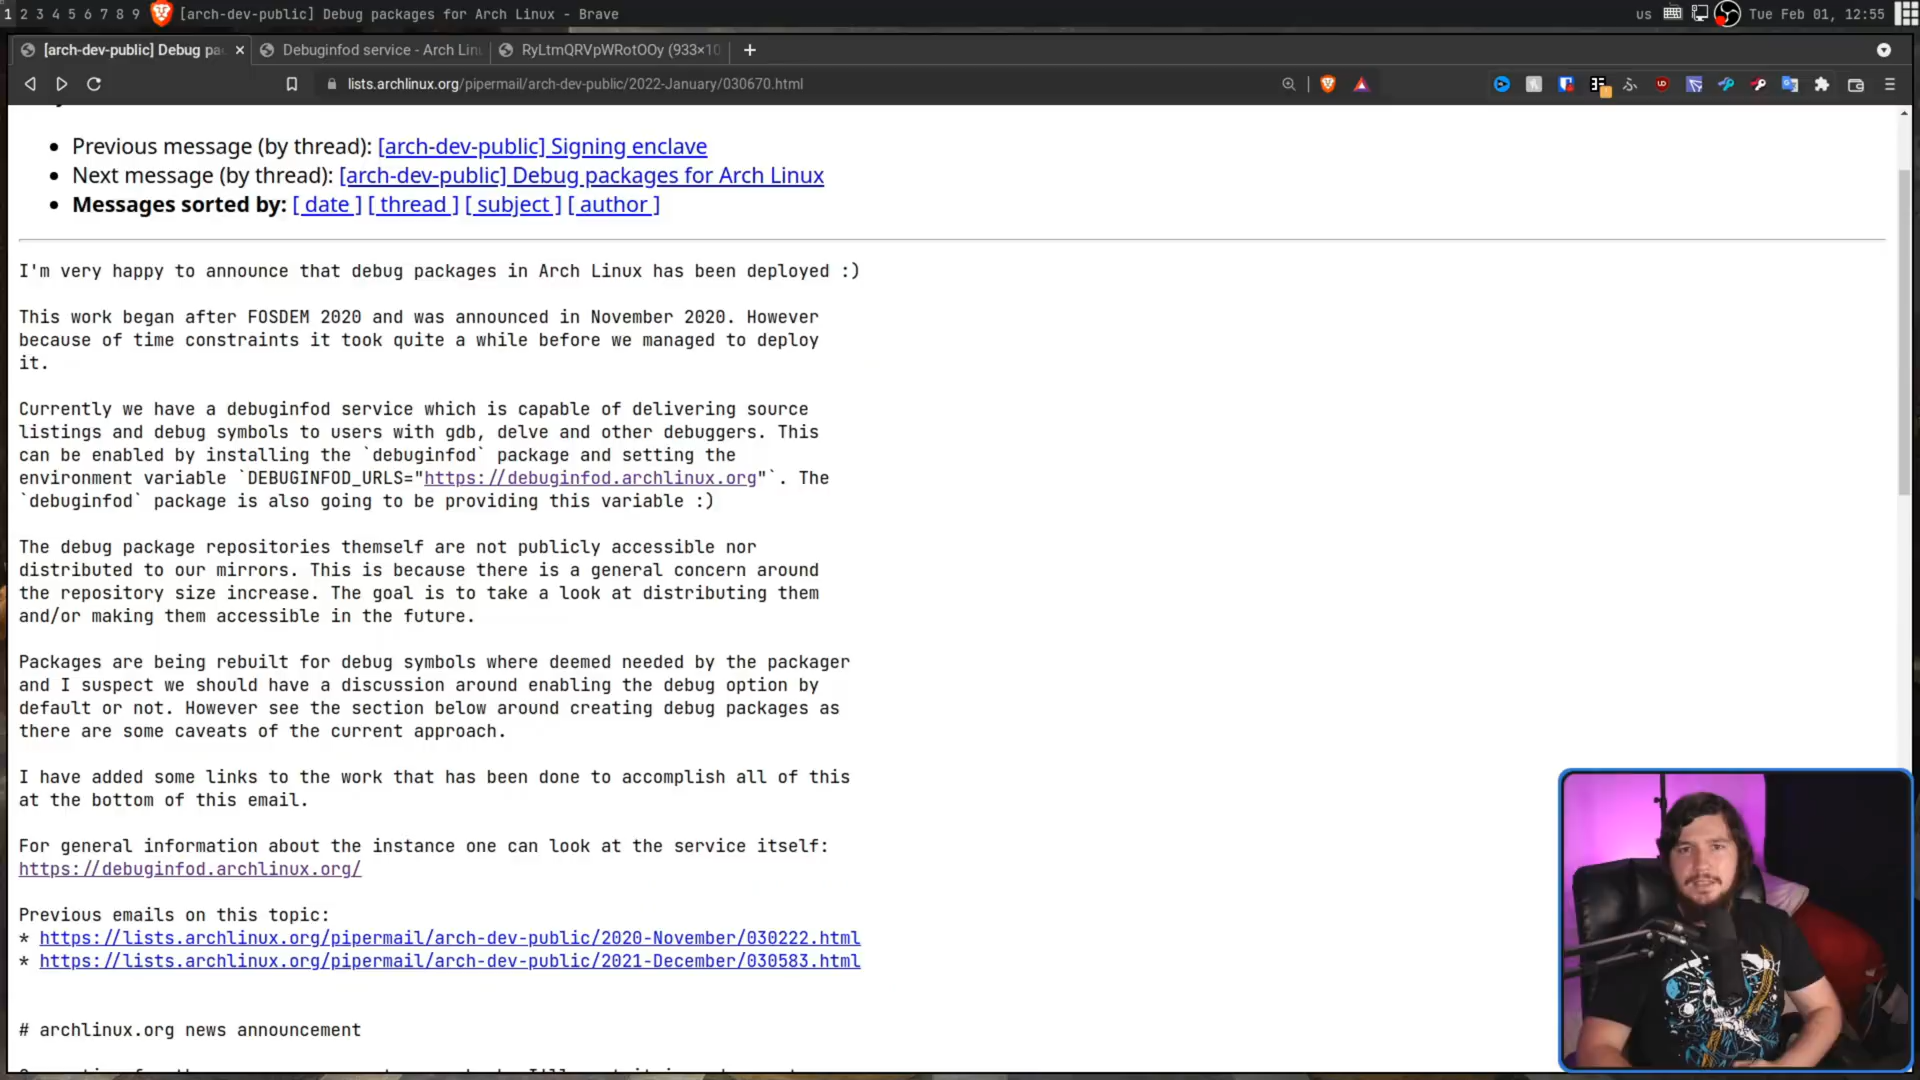 1 2 3 4 5 6 7 8 9 [arch-dev-public] Debug packages for Arch Linux - Brave
us Tue Feb 01, 12:55
[arch-dev-public] Debug pa
Debuginfod service - Arch Lin
RyLtmQRVpWRotOOy (933×10
lists.archlinux.org/pipermail/arch-dev-public/2022-January/030670.html
• Previous message (by thread): [arch-dev-public] Signing enclave
• Next message (by thread): [arch-dev-public] Debug packages for Arch Linux
• Messages sorted by: [ date ] [ thread ] [ subject ] [ author ]
I'm very happy to announce that debug packages in Arch Linux has been deployed :)
This work began after FOSDEM 2020 and was announced in November 2020. However
because of time constraints it took quite a while before we managed to deploy
it.
Currently we have a debuginfod service which is capable of delivering source
listings and debug symbols to users with gdb, delve and other debuggers. This
can be enabled by installing the `debuginfod` package and setting the
environment variable `DEBUGINFOD_URLS="https://debuginfod.archlinux.org"`. The
`debuginfod` package is also going to be providing this variable :)
The debug package repositories themself are not publicly accessible nor
distributed to our mirrors. This is because there is a general concern around
the repository size increase. The goal is to take a look at distributing them
and/or making them accessible in the future.
Packages are being rebuilt for debug symbols where deemed needed by the packager
and I suspect we should have a discussion around enabling the debug option by
default or not. However see the section below around creating debug packages as
there are some caveats of the current approach.
I have added some links to the work that has been done to accomplish all of this
at the bottom of this email.
For general information about the instance one can look at the service itself:
https://debuginfod.archlinux.org/
Previous emails on this topic:
* https://lists.archlinux.org/pipermail/arch-dev-public/2020-November/030222.html
* https://lists.archlinux.org/pipermail/arch-dev-public/2021-December/030583.html
# archlinux.org news announcement